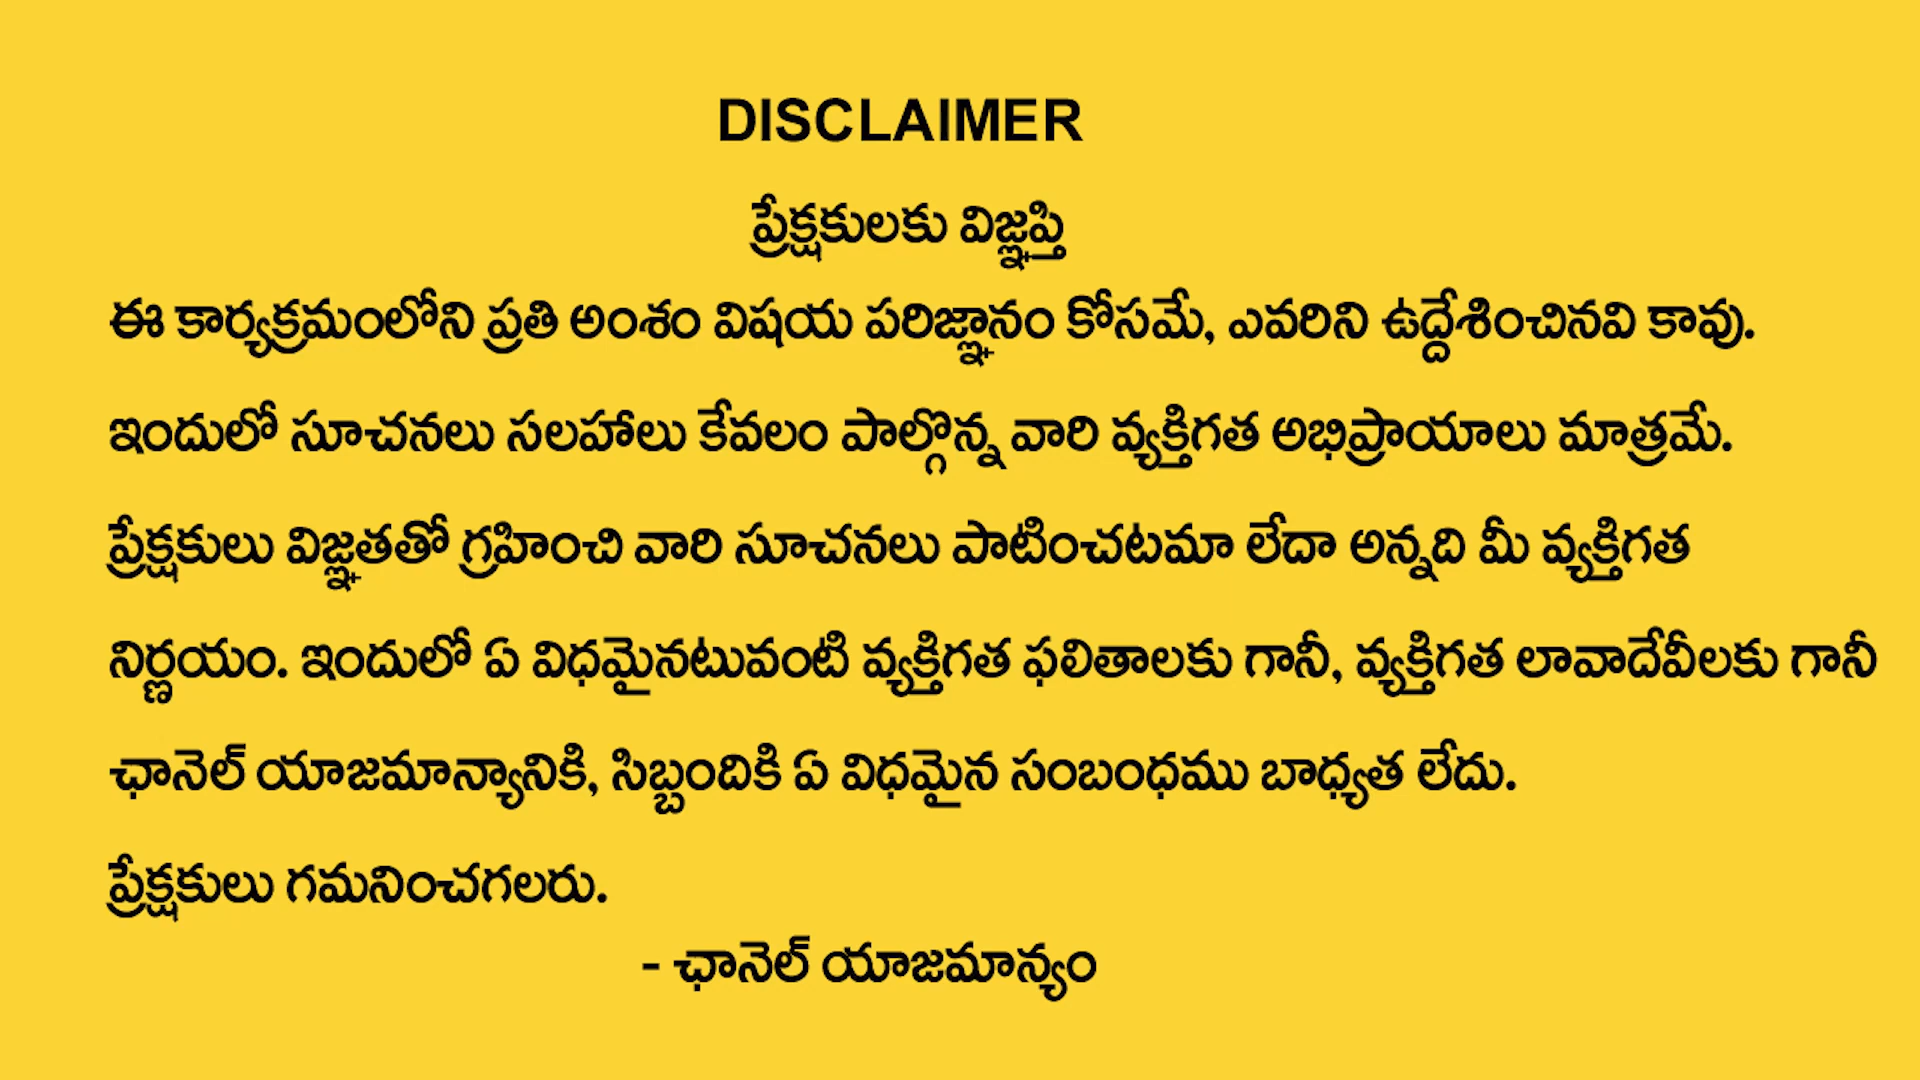 DISCLAIMER
ప్రేక్షకులకు విజ్ఞప్తి
ఈ కార్యక్రమంలోని ప్రతి అంశం విషయ పరిజ్ఞానం కోసమే, ఎవరిని ఉద్దేశించినవి కావు.
ఇందులో సూచనలు సలహాలు కేవలం పాల్గొన్న వారి వ్యక్తిగత అభిప్రాయాలు మాత్రమే.
ప్రేక్షకులు విజ్ఞతతో గ్రహించి వారి సూచనలు పాటించటమా లేదా అన్నది మీ వ్యక్తిగత
నిర్ణయం. ఇందులో ఏ విధమైనటువంటి వ్యక్తిగత ఫలితాలకు గానీ, వ్యక్తిగత లావాదేవీలకు గానీ
ఛానెల్ యాజమాన్యానికి, సిబ్బందికి ఏ విధమైన సంబంధము బాధ్యత లేదు.
ప్రేక్షకులు గమనించగలరు.
- ఛానెల్ యాజమాన్యం